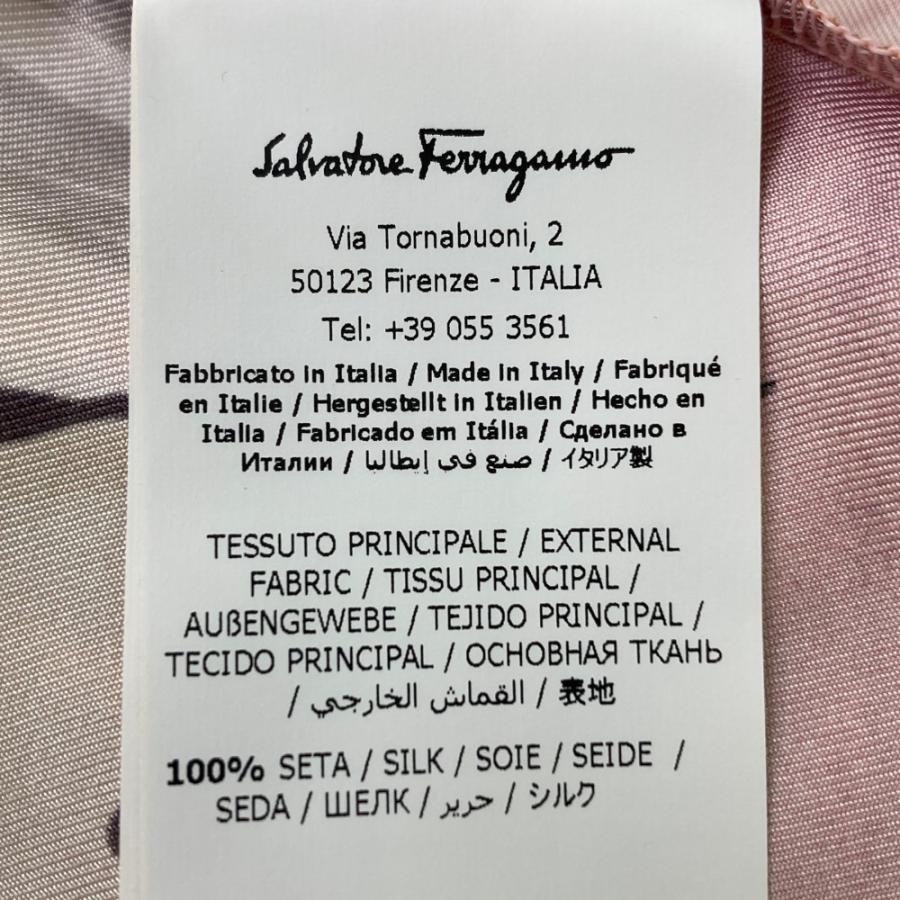 Salvatore Ferragamo
Via Tornabuoni, 2
50123 Firenze - ITALIA
Tel: +39 055 3561
Fabbricato in Italia / Made in Italy / Fabriqué
en Italie / Hergestellt in Italien / Hecho en
Italia / Fabricado em Itália / Сделано в
Италии / صنع في إيطاليا / イタリア製
TESSUTO PRINCIPALE / EXTERNAL
FABRIC / TISSU PRINCIPAL /
AUßENGEWEBE / TEJIDO PRINCIPAL /
TECIDO PRINCIPAL / ОСНОВНАЯ ТКАНЬ
/ القماش الخارجي / 表地
100% SETA / SILK / SOIE / SEIDE /
SEDA / ШЕЛК / حرير / シルク